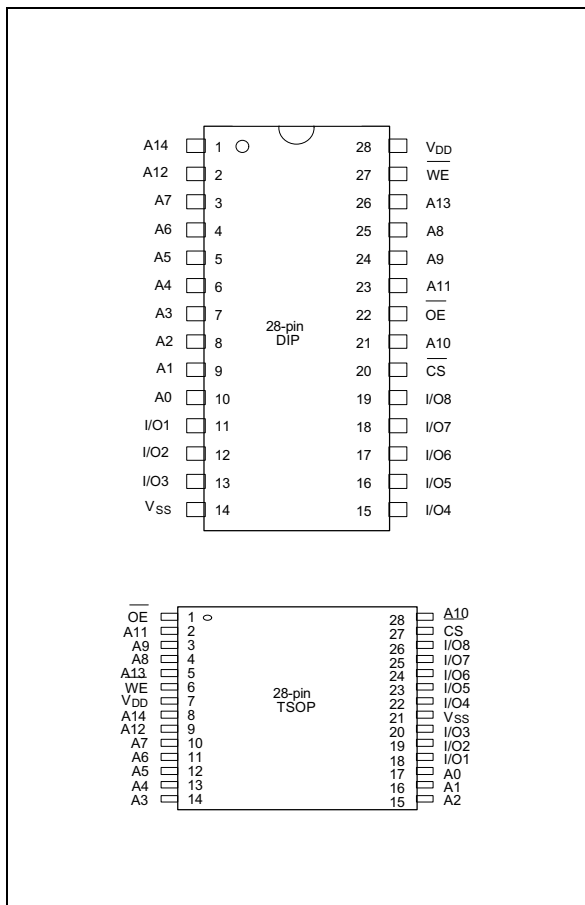 A14 1 28 VDD
A12 2 27 WE
A7 3 26 A13
A6 4 25 A8
A5 5 24 A9
A4 6 23 A11
A3 7 22 OE
28-pin
DIP
A2 8 21 A10
A1 9 20 CS
A0 10 19 I/O8
I/O1 11 18 I/O7
I/O2 12 17 I/O6
I/O3 13 16 I/O5
VSS 14 15 I/O4
OE 1 28 A10
A11 2 27 CS
A9 3 26 I/O8
A8 4 25 I/O7
A13 5 24 I/O6
WE 6 23 I/O5
28-pin
TSOP
VDD 7 22 I/O4
A14 8 21 VSS
A12 9 20 I/O3
A7 10 19 I/O2
A6 11 18 I/O1
A5 12 17 A0
A4 13 16 A1
A3 14 15 A2